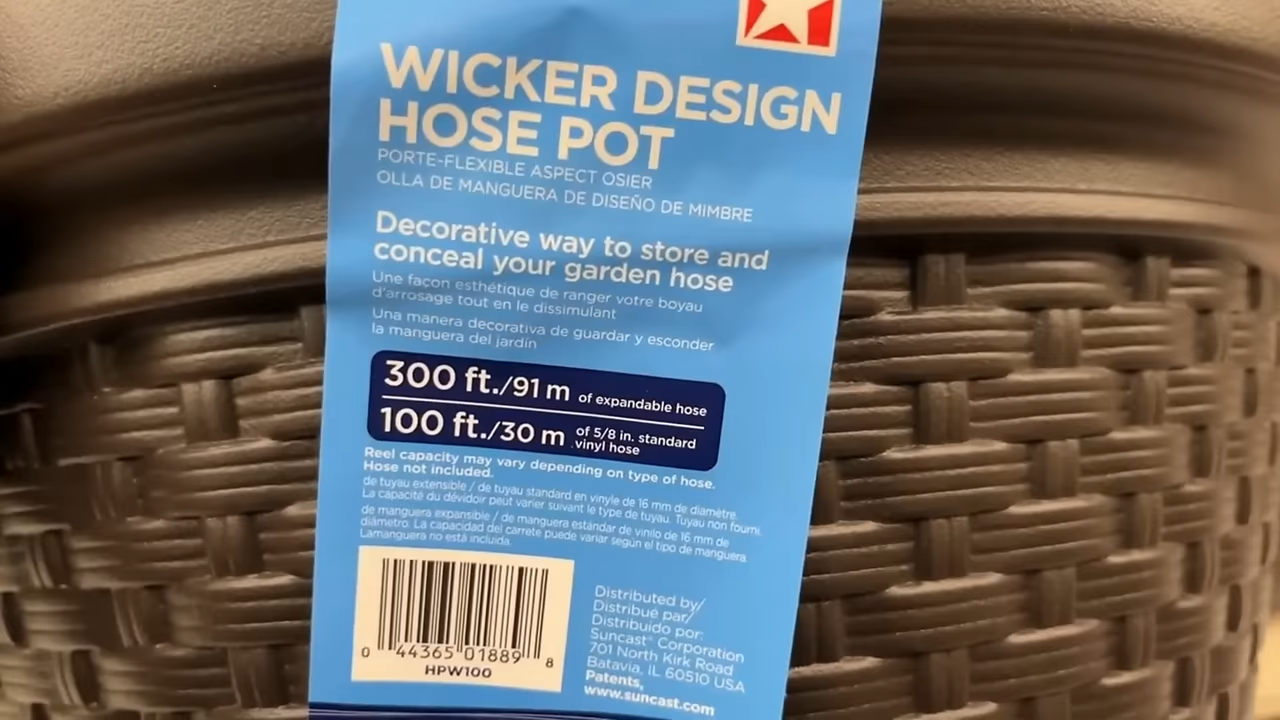 WICKER DESIGN
HOSE POT
PORTE-FLEXIBLE ASPECT OSIER
OLLA DE MANGUERA DE DISEÑO DE MIMBRE
Decorative way to store and
conceal your garden hose
Une façon esthétique de ranger votre boyau
d'arrosage tout en le dissimulant
Una manera decorativa de guardar y esconder
la manguera del jardín
300 ft./91 m of expandable hose
100 ft./30 m of 5/8 in. standard
vinyl hose
Reel capacity may vary depending on type of hose.
Hose not included.
de tuyau extensible / de tuyau standard en vinyle de 16 mm de diamètre.
La capacité du dévidoir peut varier suivant le type de tuyau. Tuyau non fourni.
de manguera expansible / de manguera estándar de vinilo de 16 mm de
diámetro. La capacidad del carrete puede variar según el tipo de manguera.
Lamanguera no está incluida.
0 44365 01889 8
HPW100
Distributed by/
Distribué par/
Distribuido por:
Suncast® Corporation
701 North Kirk Road
Batavia, IL 60510 USA
Patents,
www.suncast.com